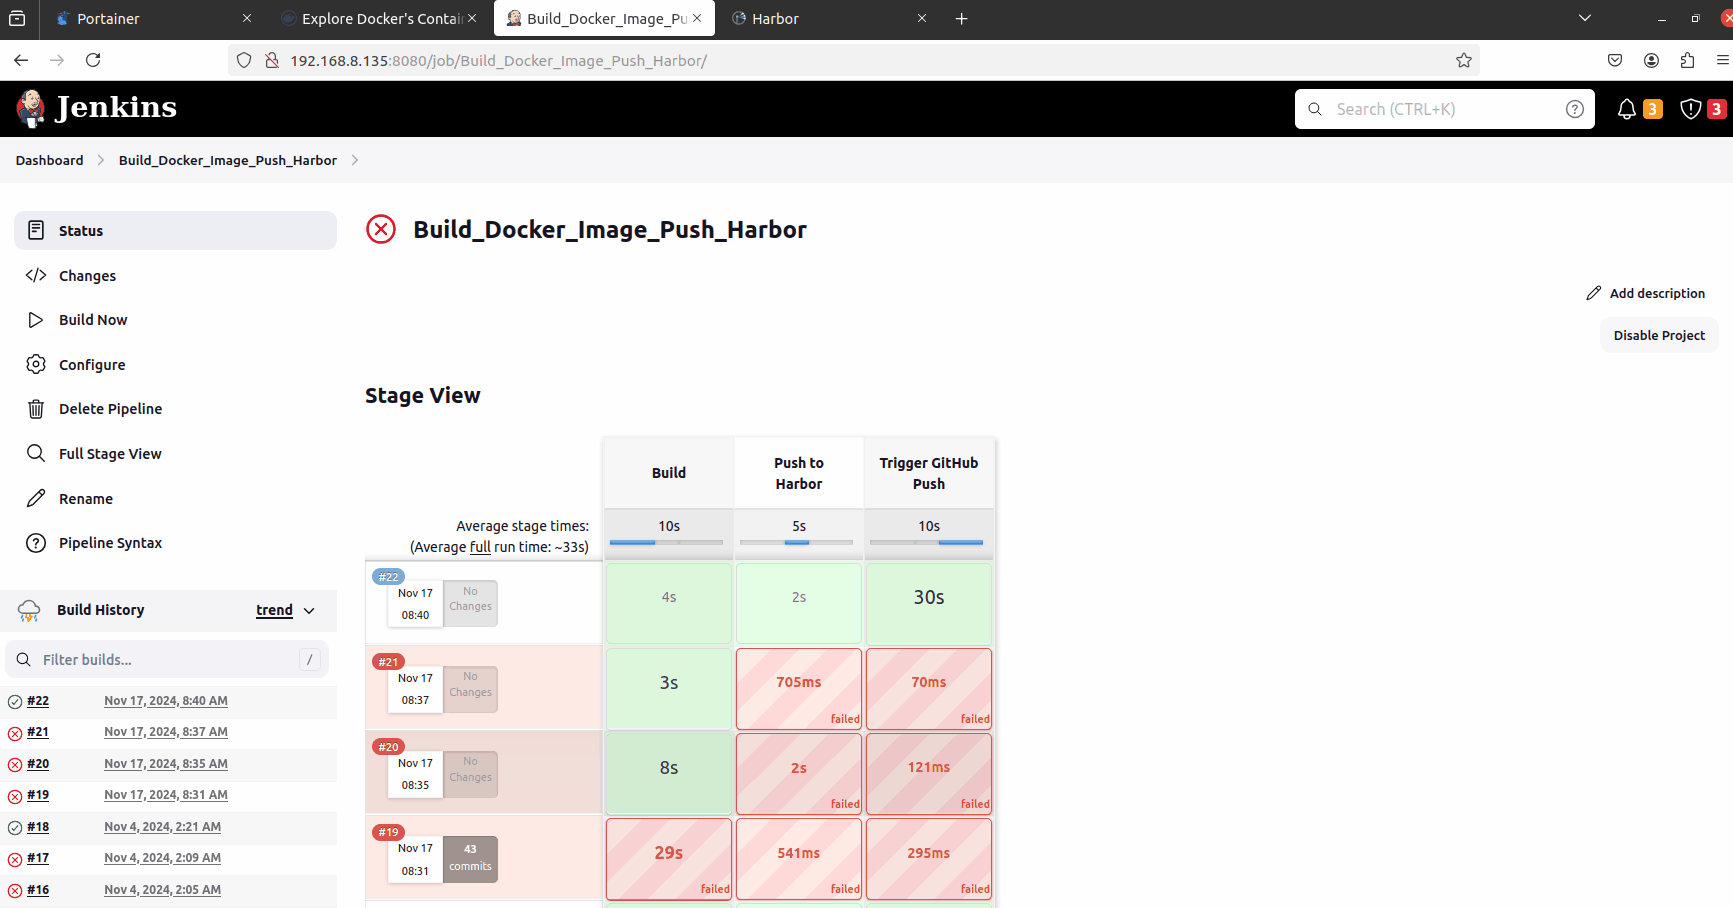 Portainer
Explore Docker's Contai
Build_Docker_Image_Pu
Harbor
192.168.8.135:8080/job/Build_Docker_Image_Push_Harbor/
Jenkins
Search (CTRL+K)
?
3
3
Dashboard
Build_Docker_Image_Push_Harbor
Status
Changes
Build Now
Configure
Delete Pipeline
Full Stage View
Rename
Pipeline Syntax
Build History
trend
Filter builds...
/
#22 Nov 17, 2024, 8:40 AM
#21 Nov 17, 2024, 8:37 AM
#20 Nov 17, 2024, 8:35 AM
#19 Nov 17, 2024, 8:31 AM
#18 Nov 4, 2024, 2:21 AM
#17 Nov 4, 2024, 2:09 AM
#16 Nov 4, 2024, 2:05 AM
Build_Docker_Image_Push_Harbor
Add description
Disable Project
Stage View
Build
Push to
Harbor
Trigger GitHub
Push
Average stage times:
(Average full run time: ~33s)
10s
5s
10s
#22
Nov 17
08:40
No
Changes
4s
2s
30s
#21
Nov 17
08:37
No
Changes
3s
705ms
failed
70ms
failed
#20
Nov 17
08:35
No
Changes
8s
2s
failed
121ms
failed
#19
Nov 17
08:31
43
commits
29s
failed
541ms
failed
295ms
failed